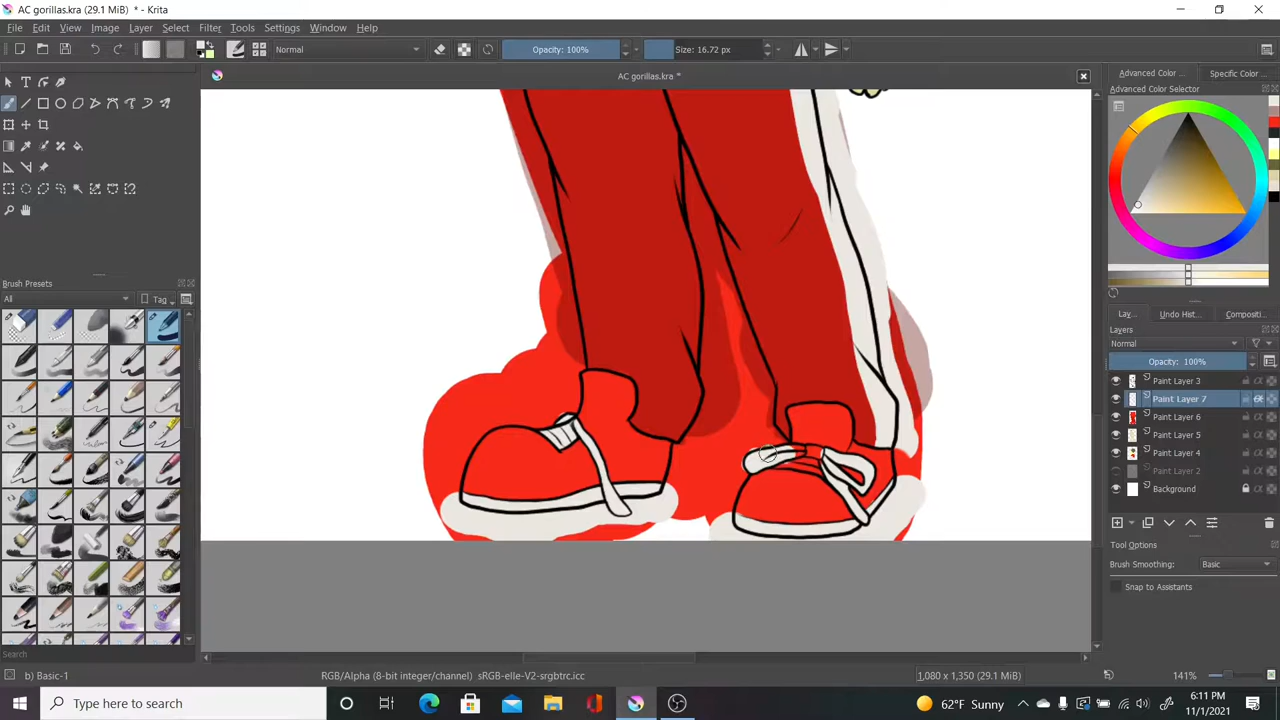 AC gorillas.kra (29.1 MiB) * - Krita
File Edit View Image Layer Select Filter Tools Settings Window Help
Normal
Opacity: 100%
Size: 16.72 px
AC gorillas.kra *
Advanced Color ...
Specific Color ...
Advanced Color Selector
Brush Presets
All
Tag
Search
Lay...
Undo Hist...
Compositi...
Layers
Normal
Opacity: 100%
Paint Layer 3
Paint Layer 7
Paint Layer 6
Paint Layer 5
Paint Layer 4
Paint Layer 2
Background
Tool Options
Brush Smoothing: Basic
Snap to Assistants
b) Basic-1
RGB/Alpha (8-bit integer/channel) sRGB-elle-V2-srgbtrc.icc
1,080 x 1,350 (29.1 MiB)
141%
Type here to search
62°F Sunny
6:11 PM
11/1/2021